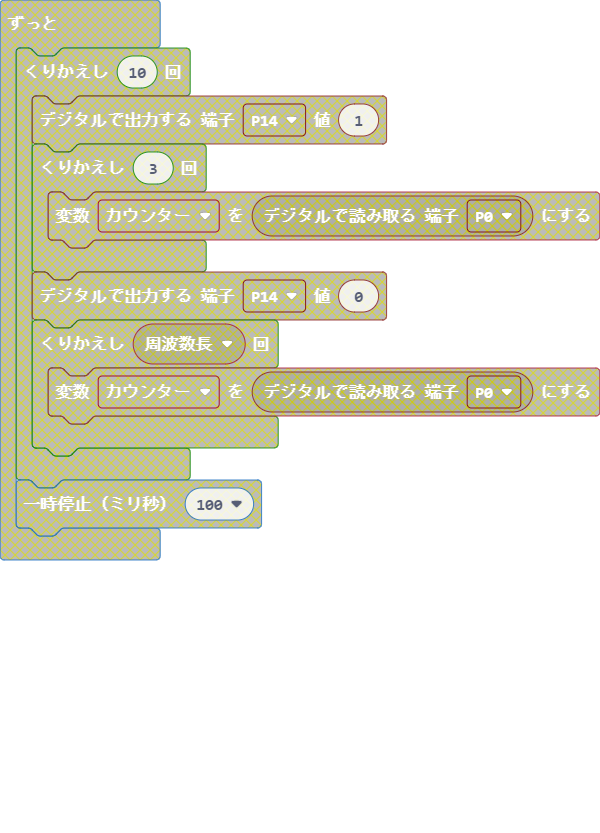 ずっと
くりかえし 10 回
デジタルで出力する 端子 P14 値 1
くりかえし 3 回
変数 カウンター を デジタルで読み取る 端子 P0 にする
デジタルで出力する 端子 P14 値 0
くりかえし 周波数長 回
変数 カウンター を デジタルで読み取る 端子 P0 にする
一時停止（ミリ秒） 100